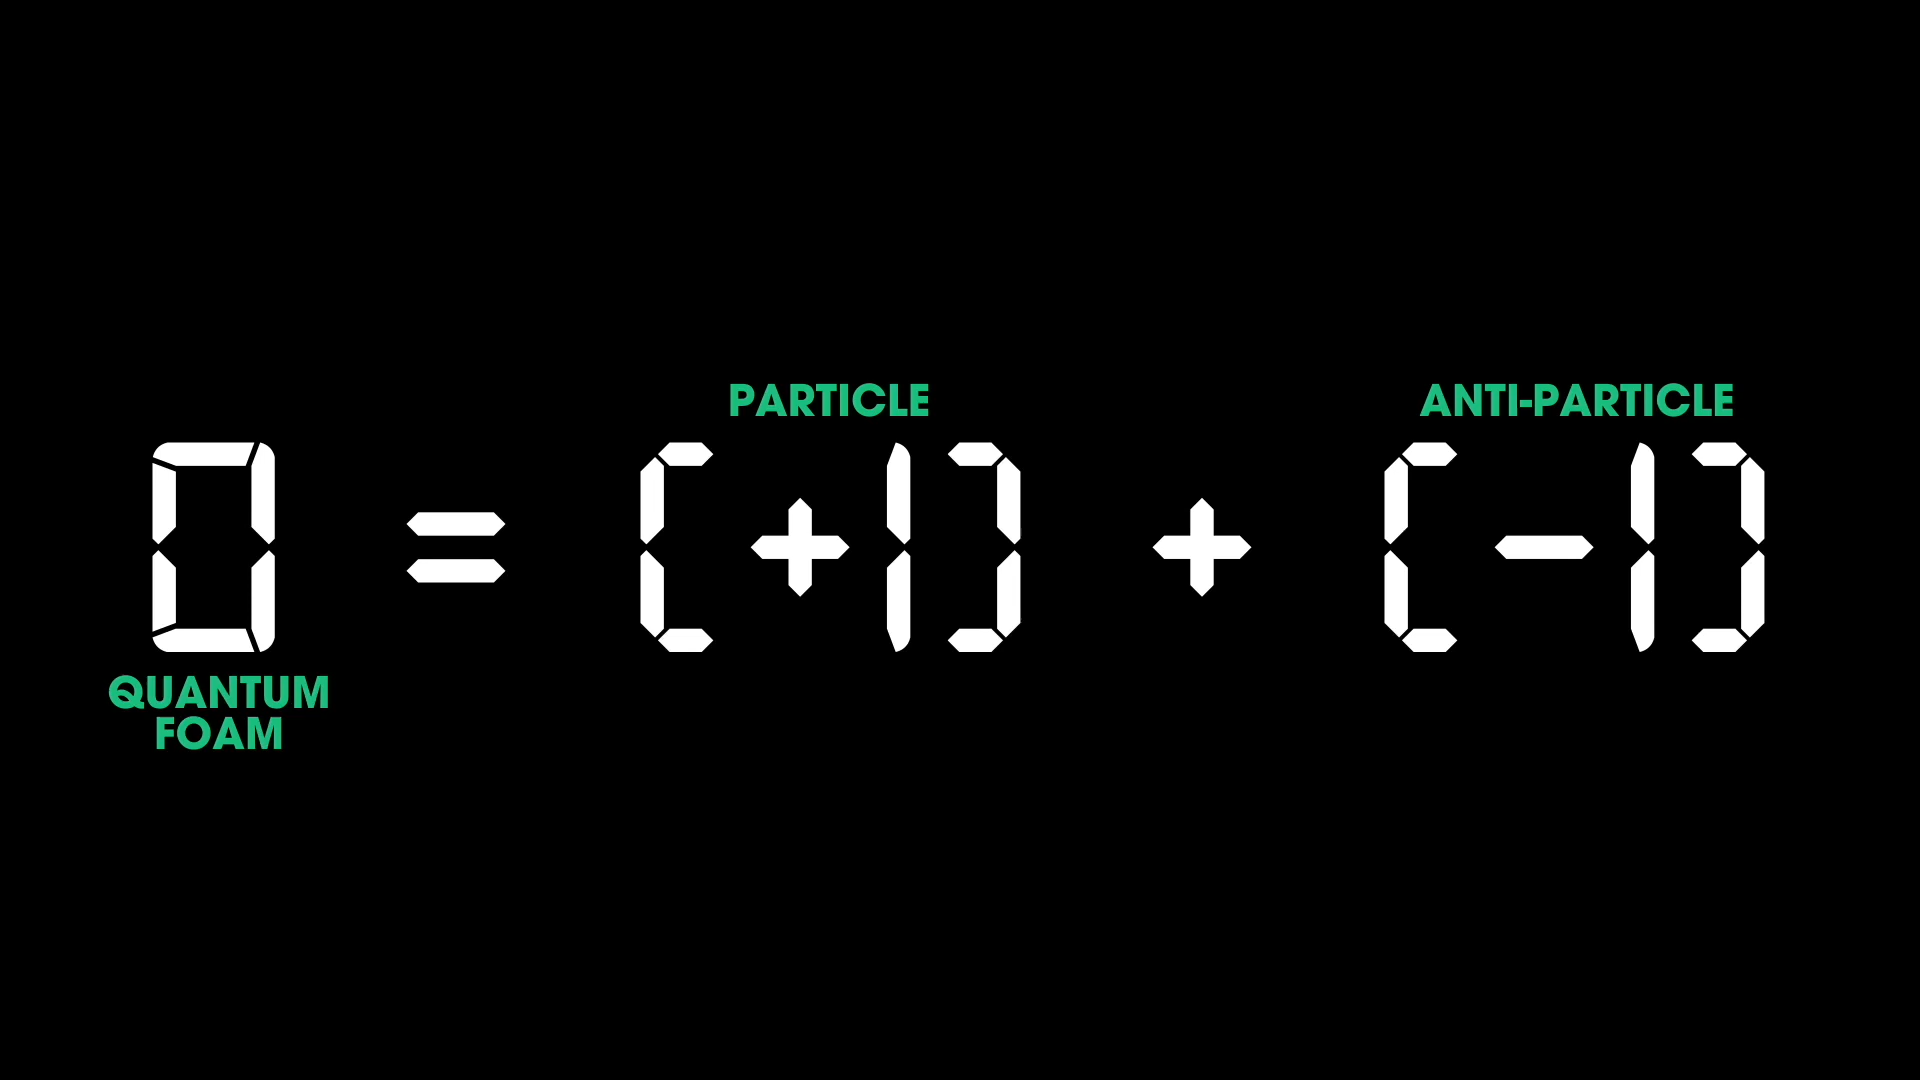 PARTICLE ANTI-PARTICLE
0 = (+1) + (-1)
QUANTUM
FOAM